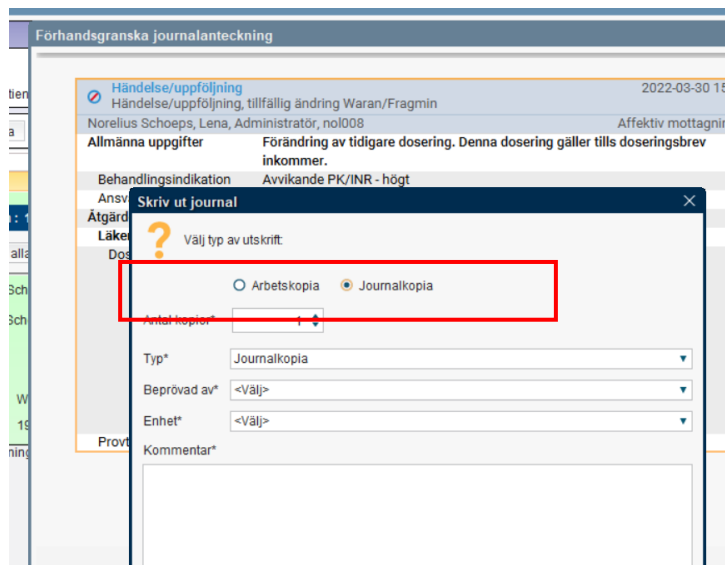 Förhandsgranska journalanteckning
Händelse/uppföljning 2022-03-30 15
Händelse/uppföljning, tillfällig ändring Waran/Fragmin
Norelius Schoeps, Lena, Administratör, nol008 Affektiv mottagnin
Allmänna uppgifter Förändring av tidigare dosering. Denna dosering gäller tills doseringsbrev
inkommer.
Behandlingsindikation Avvikande PK/INR - högt
Ansva
Skriv ut journal
Åtgärd
Läker
Välj typ av utskrift:
Dos
Arbetskopia Journalkopia
Antal kopior* 1
Typ* Journalkopia
Beprövad av* <Välj>
Enhet* <Välj>
Provt
Kommentar*
tien
a
: 1
alla
Sch
Sch
W
19
ning